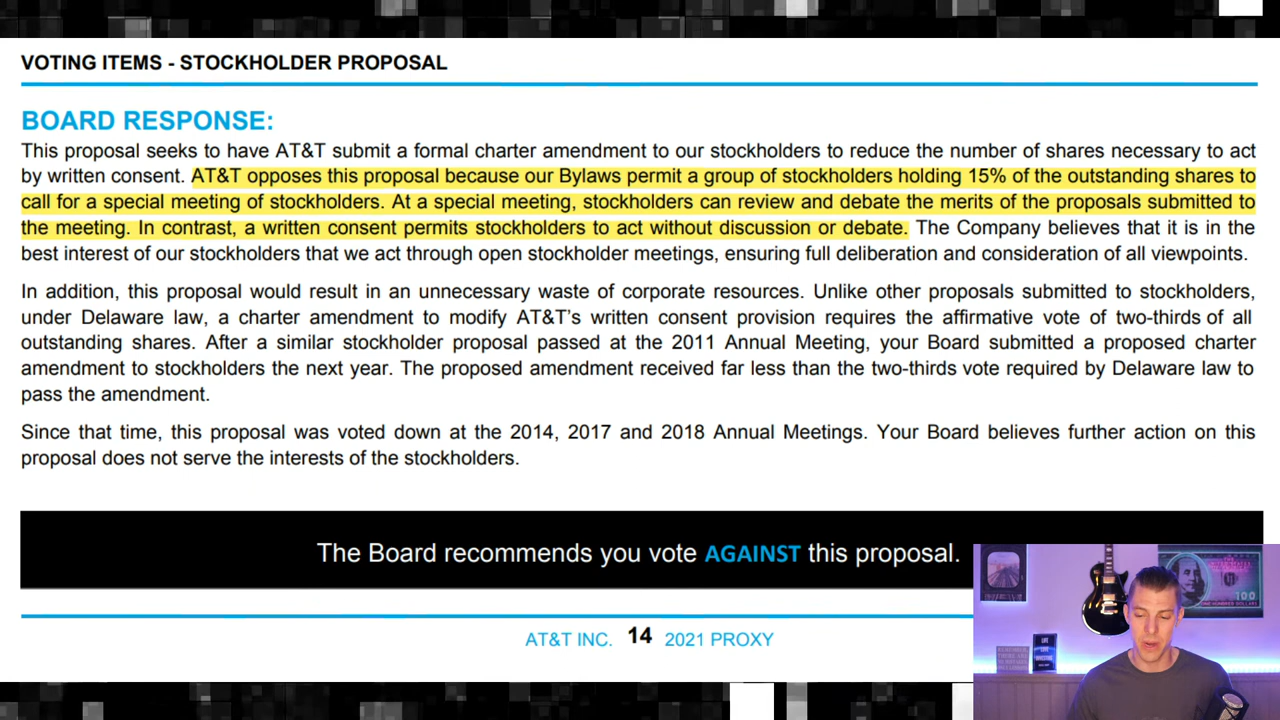 VOTING ITEMS - STOCKHOLDER PROPOSAL
BOARD RESPONSE:
This proposal seeks to have AT&T submit a formal charter amendment to our stockholders to reduce the number of shares necessary to act
by written consent. AT&T opposes this proposal because our Bylaws permit a group of stockholders holding 15% of the outstanding shares to
call for a special meeting of stockholders. At a special meeting, stockholders can review and debate the merits of the proposals submitted to
the meeting. In contrast, a written consent permits stockholders to act without discussion or debate. The Company believes that it is in the
best interest of our stockholders that we act through open stockholder meetings, ensuring full deliberation and consideration of all viewpoints.
In addition, this proposal would result in an unnecessary waste of corporate resources. Unlike other proposals submitted to stockholders,
under Delaware law, a charter amendment to modify AT&T's written consent provision requires the affirmative vote of two-thirds of all
outstanding shares. After a similar stockholder proposal passed at the 2011 Annual Meeting, your Board submitted a proposed charter
amendment to stockholders the next year. The proposed amendment received far less than the two-thirds vote required by Delaware law to
pass the amendment.
Since that time, this proposal was voted down at the 2014, 2017 and 2018 Annual Meetings. Your Board believes further action on this
proposal does not serve the interests of the stockholders.
The Board recommends you vote AGAINST this proposal.
AT&T INC. 14 2021 PROXY
100